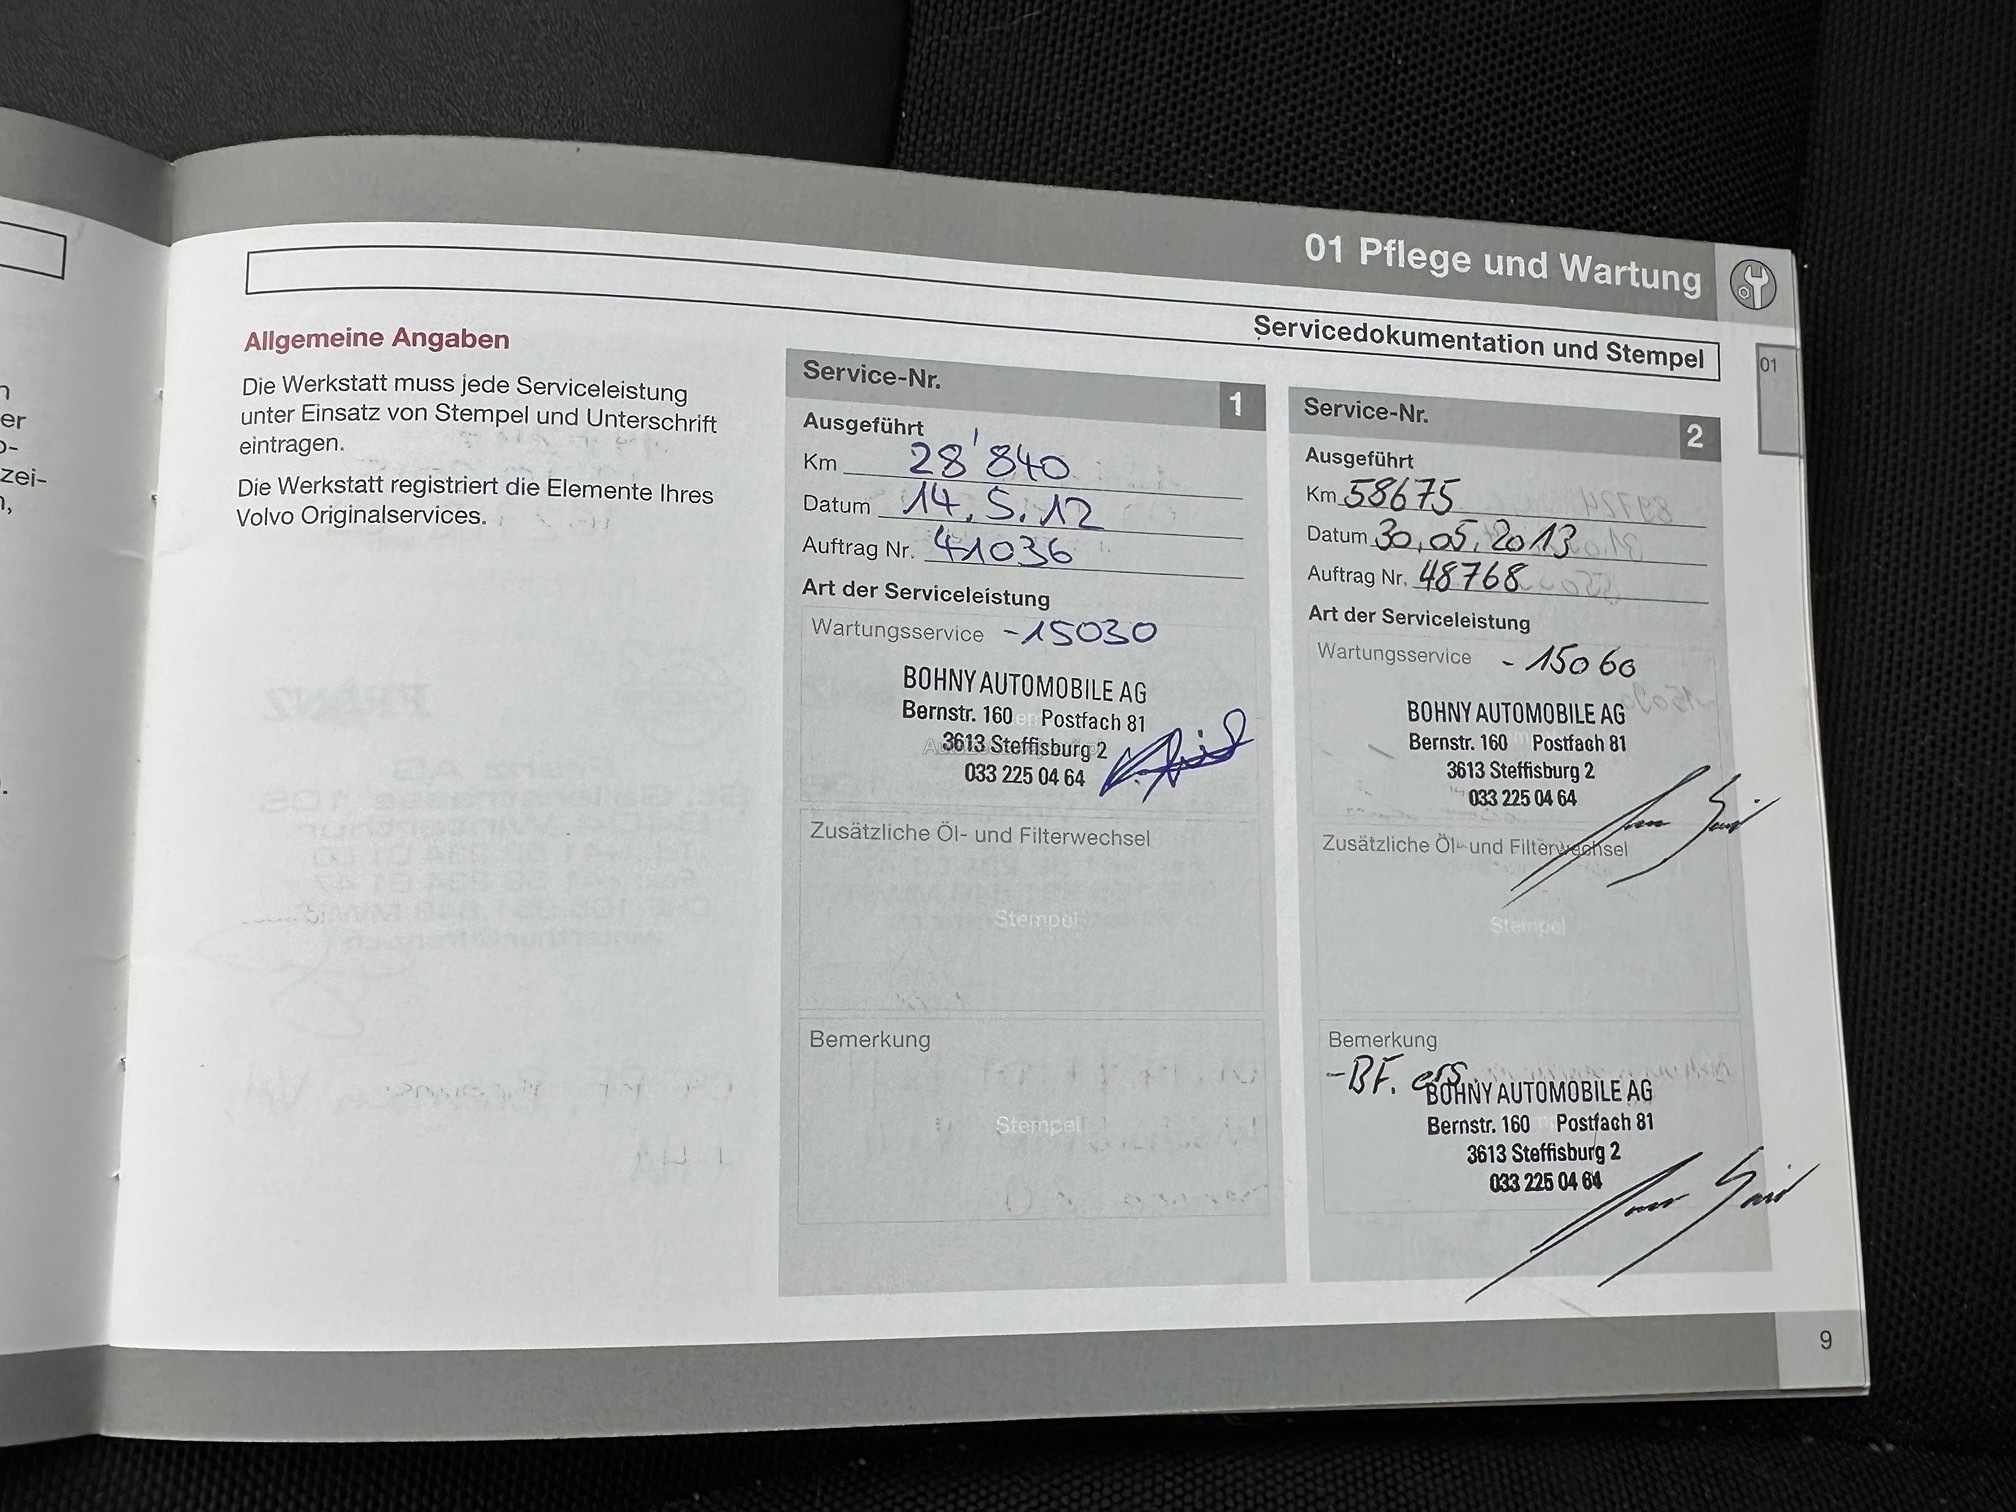 er
zei-
01 Pflege und Wartung
Servicedokumentation und Stempel
01
Allgemeine Angaben
Die Werkstatt muss jede Serviceleistung
unter Einsatz von Stempel und Unterschrift
eintragen.
Die Werkstatt registriert die Elemente Ihres
Volvo Originalservices.
Service-Nr. 1
Ausgeführt
Km 28'840
Datum 14.5.12
Auftrag Nr. 41036
Art der Serviceleistung
Wartungsservice -15030
BOHNY AUTOMOBILE AG
Bernstr. 160 Postfach 81
3613 Steffisburg 2
033 225 04 64
Zusätzliche Öl- und Filterwechsel
Stempel
Bemerkung
Stempel
Service-Nr. 2
Ausgeführt
Km 58675
Datum 30.05.2013
Auftrag Nr. 48768
Art der Serviceleistung
Wartungsservice - 15060
BOHNY AUTOMOBILE AG
Bernstr. 160 Postfach 81
3613 Steffisburg 2
033 225 04 64
Zusätzliche Öl- und Filterwechsel
Stempel
Bemerkung
-BF. ers.
BOHNY AUTOMOBILE AG
Bernstr. 160 Postfach 81
3613 Steffisburg 2
033 225 04 64
9